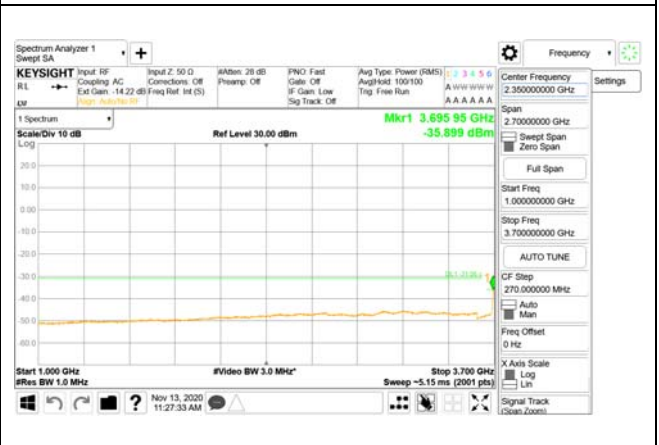 Spectrum Analyzer 1
Swept SA
+
Frequency
KEYSIGHT
RL
Input: RF
Coupling: AC
Ext Gain: -14.22 dB
Align: Auto/No RF
Input Z: 50 Ω
Corrections: Off
Freq Ref: Int (S)
#Atten: 28 dB
Preamp: Off
PNO: Fast
Gate: Off
IF Gain: Low
Sig Track: Off
Avg Type: Power (RMS)
Avg|Hold: 100/100
Trig: Free Run
1 2 3 4 5 6
A W W W W W
A A A A A A
Settings
1 Spectrum
Scale/Div 10 dB
Ref Level 30.00 dBm
Mkr1 3.695 95 GHz
-35.899 dBm
Log
20.0
10.0
0.00
-10.0
-20.0
-30.0
-40.0
-50.0
-60.0
1
Start 1.000 GHz
#Res BW 1.0 MHz
#Video BW 3.0 MHz*
Stop 3.700 GHz
Sweep ~5.15 ms (2001 pts)
Nov 13, 2020
11:27:33 AM
Center Frequency
2.350000000 GHz
Span
2.70000000 GHz
Swept Span
Zero Span
Full Span
Start Freq
1.000000000 GHz
Stop Freq
3.700000000 GHz
AUTO TUNE
CF Step
270.000000 MHz
Auto
Man
Freq Offset
0 Hz
X Axis Scale
Log
Lin
Signal Track
(Span Zoom)